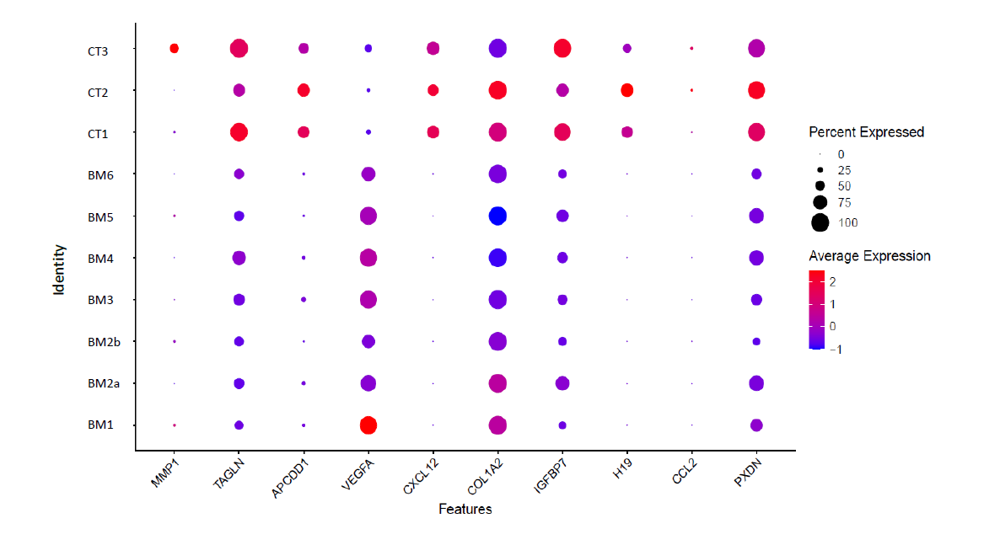 CT3
CT2
CT1
BM6
BM5
BM4
BM3
BM2b
BM2a
BM1
Identity
MMP1
TAGLN
APCDD1
VEGFA
CXCL12
COL1A2
IGFBP7
H19
CCL2
PXDN
Features
Percent Expressed
0
25
50
75
100
Average Expression
2
1
0
−1